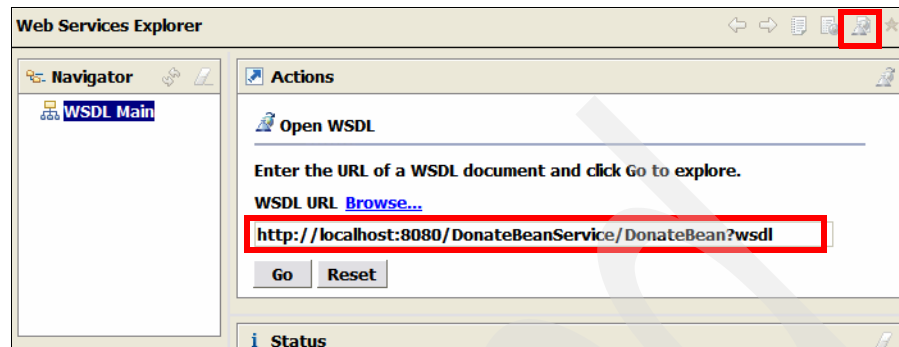 Web Services Explorer
Navigator
Actions
WSDL Main
Open WSDL
Enter the URL of a WSDL document and click Go to explore.
WSDL URL Browse...
http://localhost:8080/DonateBeanService/DonateBean?wsdl
Go Reset
i Status